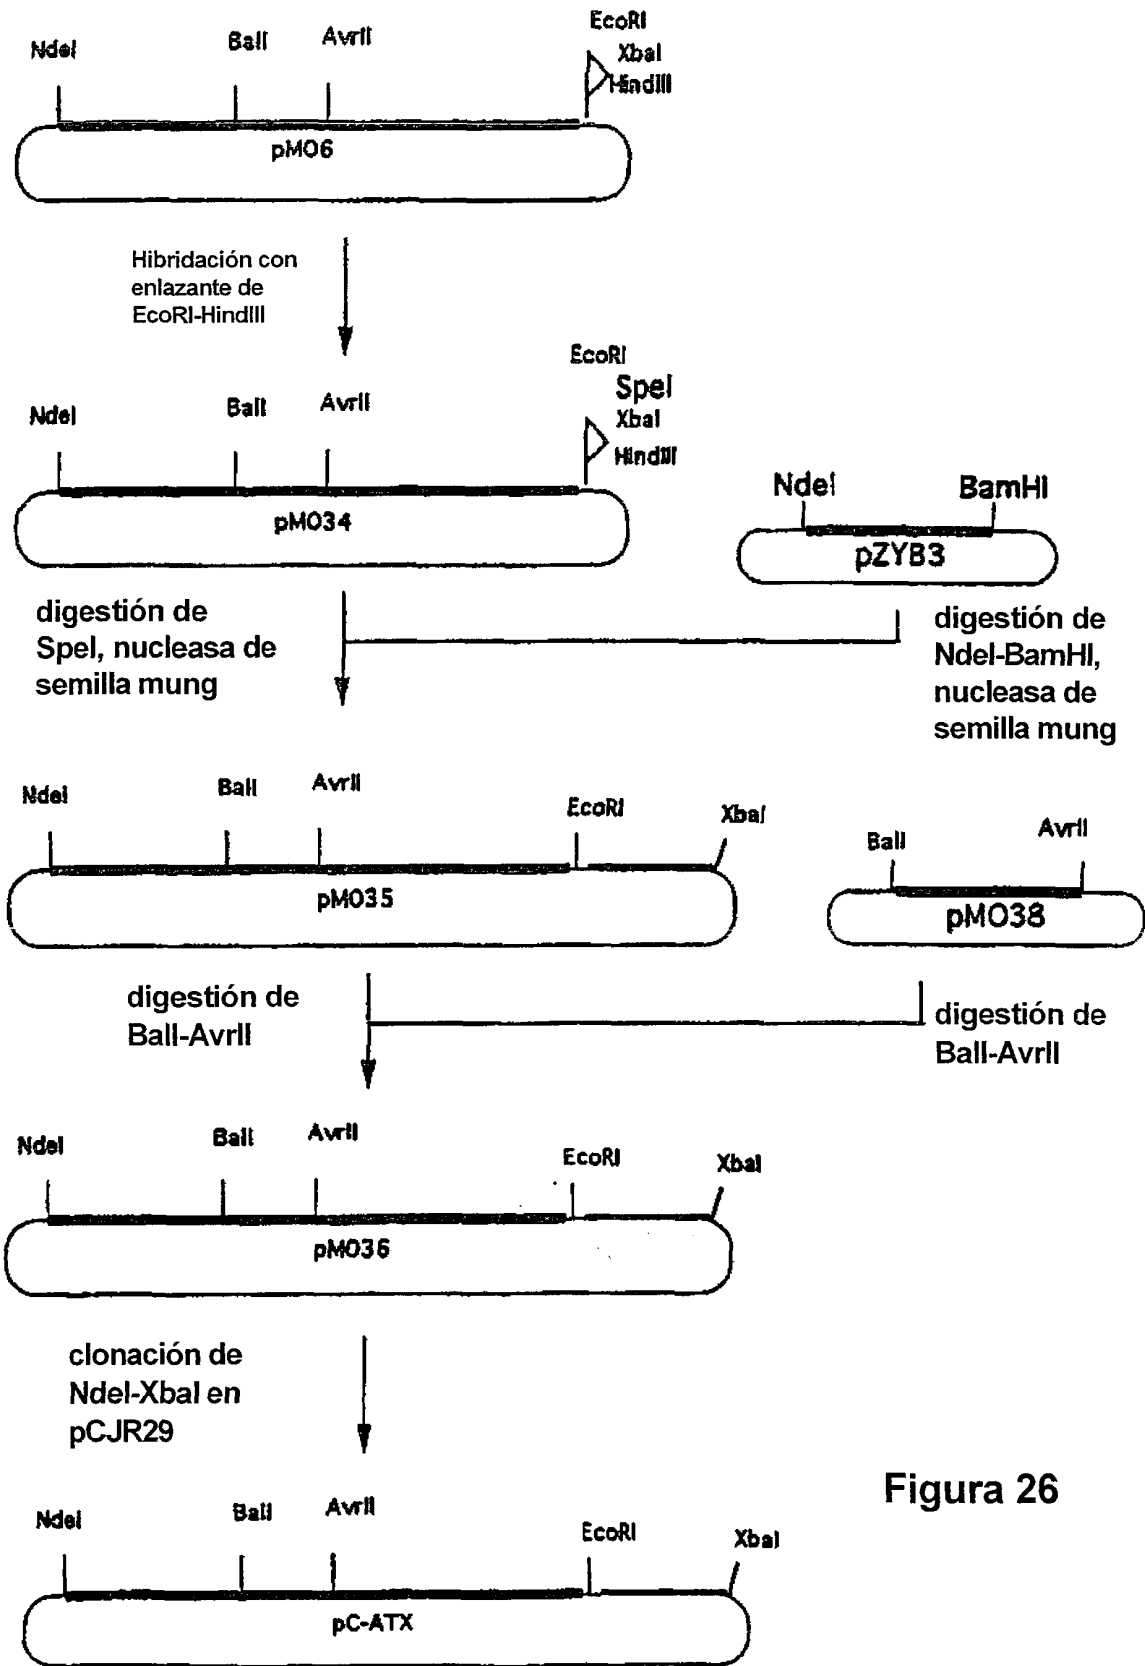 EcoRI
NdeI
BalI
AvrII
XbaI
HindIII
pMO6
Hibridación con
enlazante de
EcoRI-HindIII
EcoRI
SpeI
NdeI
BalI
AvrII
XbaI
HindIII
pMO34
NdeI
BamHI
pZYB3
digestión de
SpeI, nucleasa de
semilla mung
digestión de
NdeI-BamHI,
nucleasa de
semilla mung
NdeI
BalI
AvrII
EcoRI
XbaI
pMO35
BalI
AvrII
pMO38
digestión de
BalI-AvrII
digestión de
BalI-AvrII
NdeI
BalI
AvrII
EcoRI
XbaI
pMO36
clonación de
NdeI-XbaI en
pCJR29
Figura 26
NdeI
BalI
AvrII
EcoRI
XbaI
pC-ATX